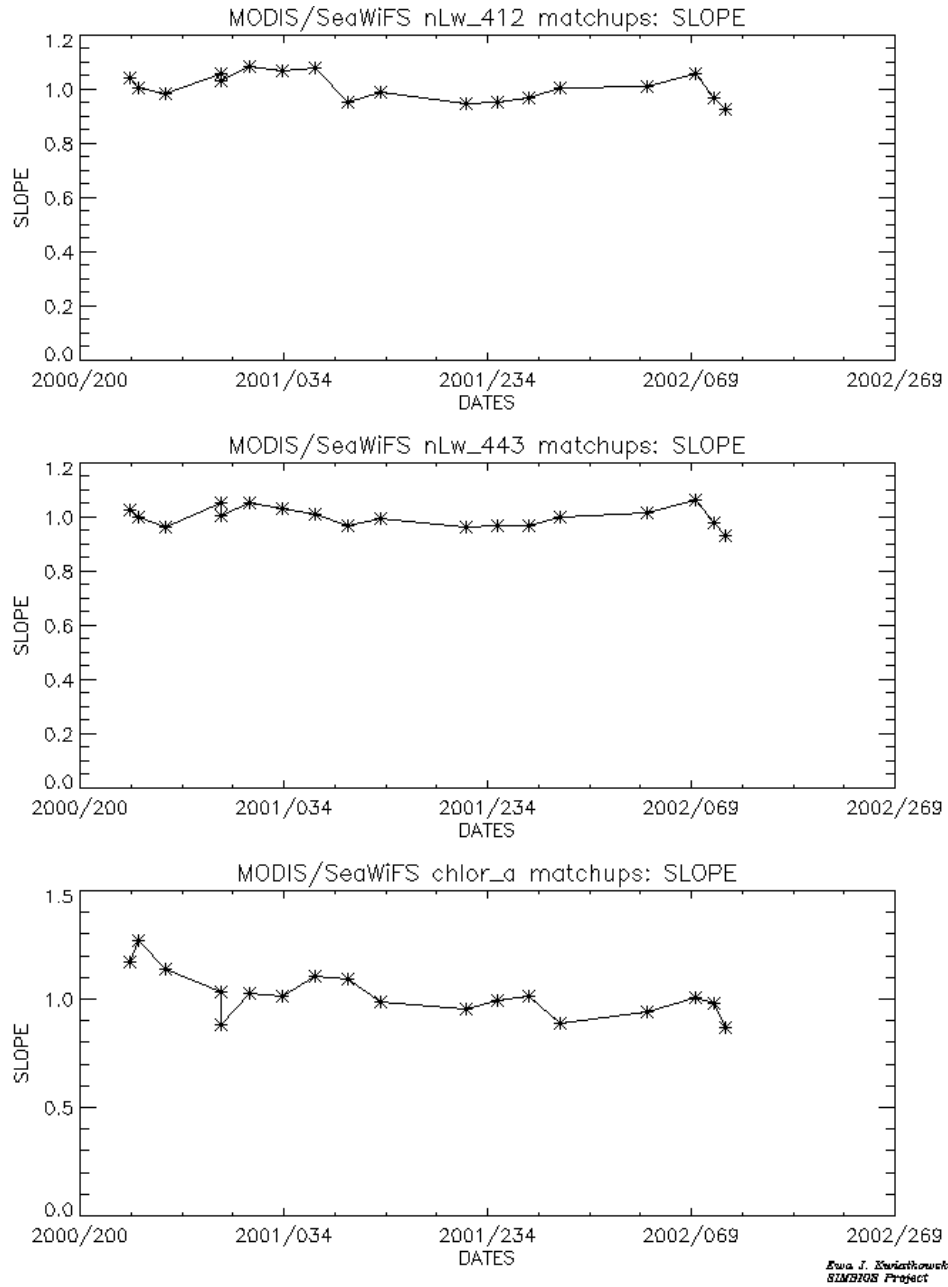 MODIS/SeaWiFS nLw_412 matchups: SLOPE
1.2
1.0
0.8
0.6
0.4
0.2
0.0
SLOPE
2000/200 2001/034 2001/234 2002/069 2002/269
DATES
MODIS/SeaWiFS nLw_443 matchups: SLOPE
1.2
1.0
0.8
0.6
0.4
0.2
0.0
SLOPE
2000/200 2001/034 2001/234 2002/069 2002/269
DATES
MODIS/SeaWiFS chlor_a matchups: SLOPE
1.5
1.0
0.5
0.0
SLOPE
2000/200 2001/034 2001/234 2002/069 2002/269
DATES
Ewa J. Kwiatkowsk
SIMBIOS Project